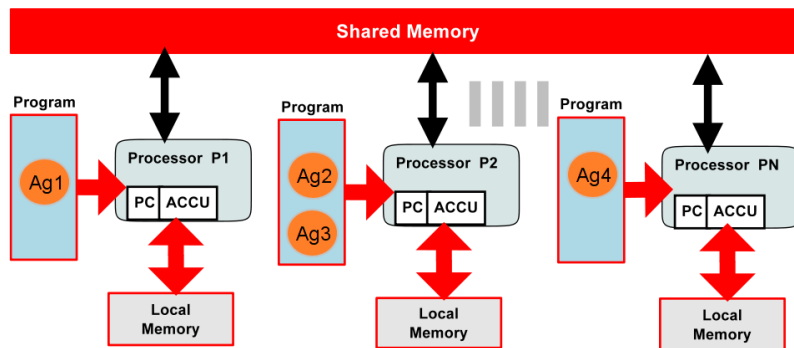 Shared Memory
Program
Ag1
Processor P1
PC ACCU
Local
Memory
Program
Ag2
Ag3
Processor P2
PC ACCU
Local
Memory
Program
Ag4
Processor PN
PC ACCU
Local
Memory